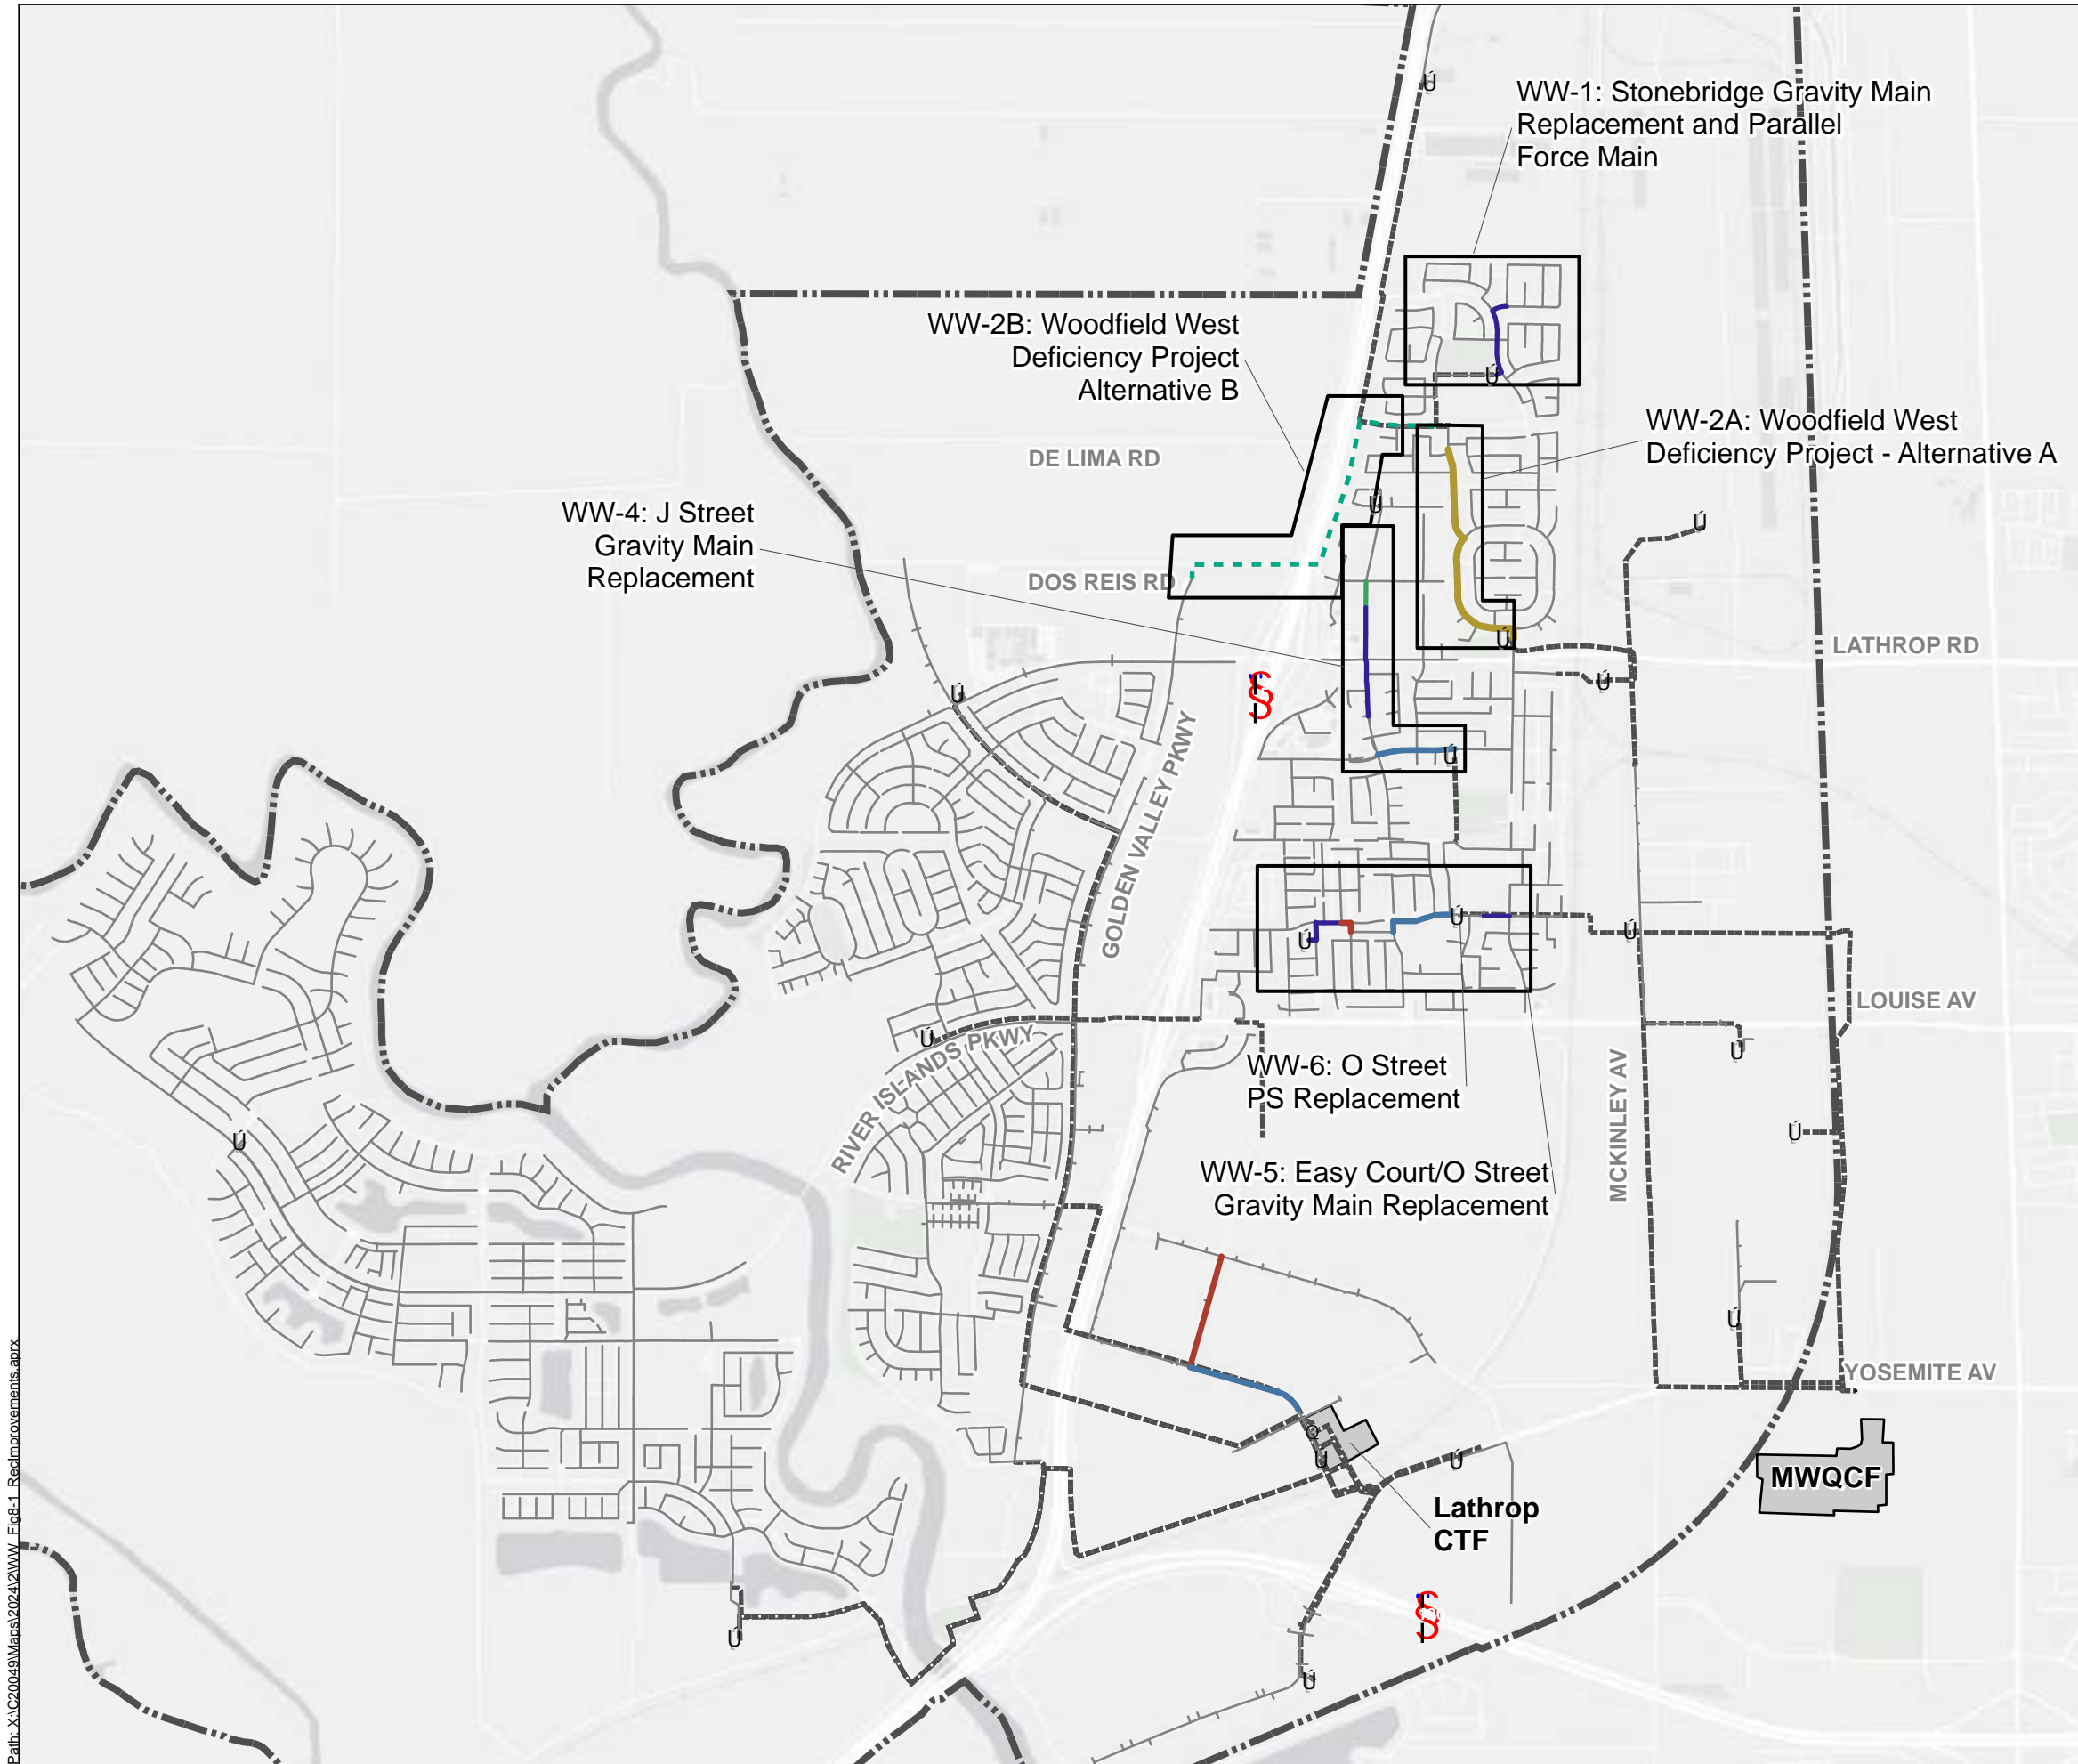 WW-1: Stonebridge Gravity Main
Replacement and Parallel
Force Main
WW-2B: Woodfield West
Deficiency Project
Alternative B
WW-2A: Woodfield West
Deficiency Project - Alternative A
DE LIMA RD
WW-4: J Street
Gravity Main
Replacement
DOS REIS RD
LATHROP RD
GOLDEN VALLEY PKWY
LOUISE AV
RIVER ISLANDS PKWY
WW-6: O Street
PS Replacement
MCKINLEY AV
WW-5: Easy Court/O Street
Gravity Main Replacement
YOSEMITE AV
MWQCF
Lathrop
CTF
Path: X:\C20049\Maps\2024\2\WW_Fig8-1_RecImprovements.aprx